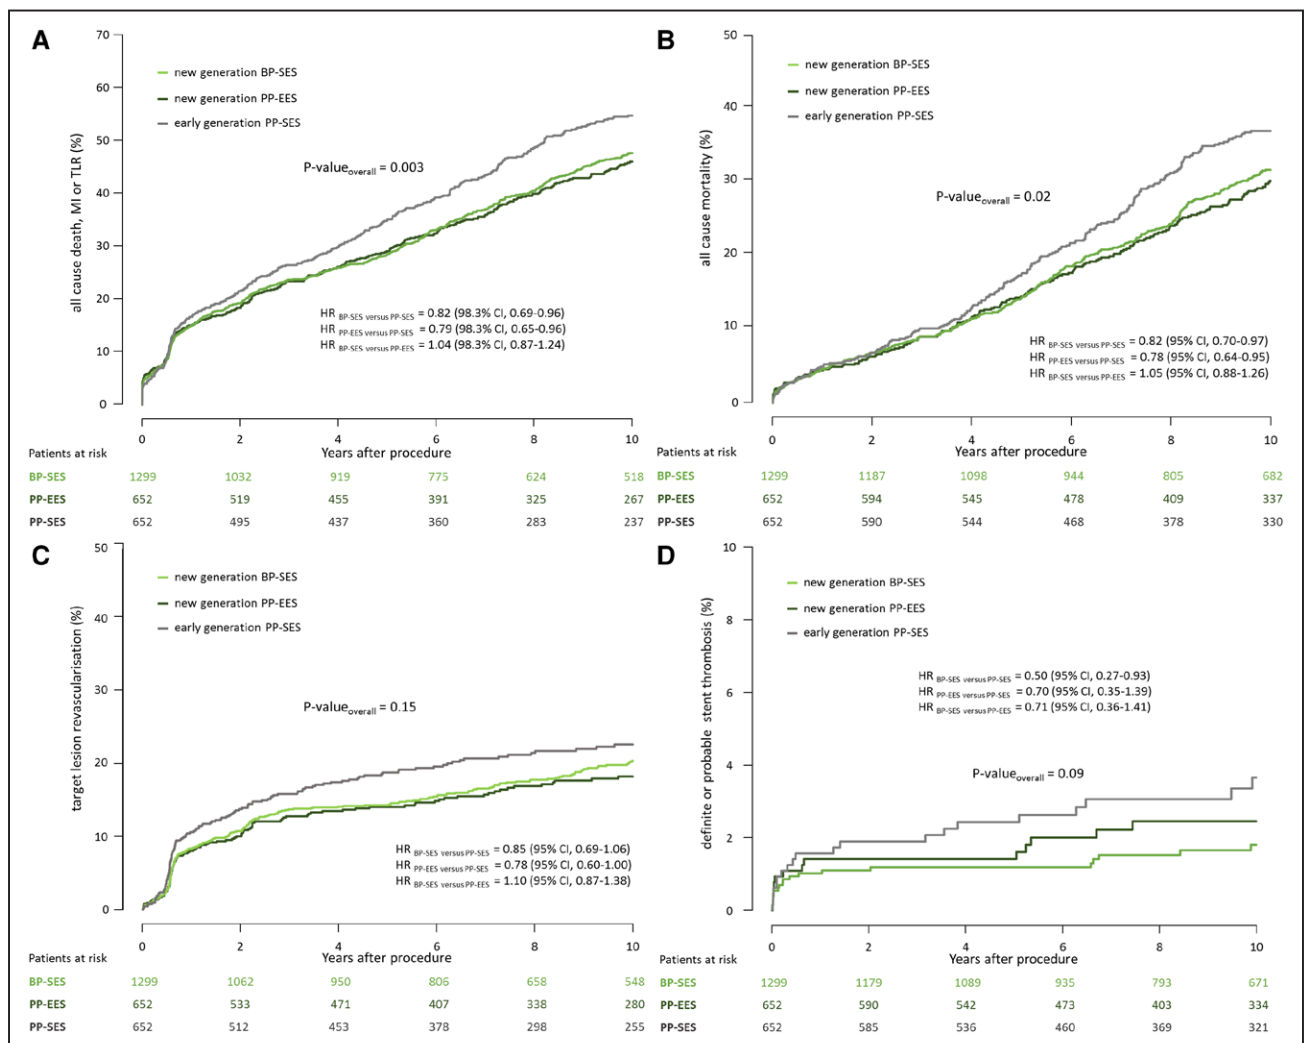 A
70
60
50
40
30
20
10
0
all cause death, MI or TLR (%)
new generation BP-SES
new generation PP-EES
early generation PP-SES
P-value overall = 0.003
HR BP-SES versus PP-SES = 0.82 (98.3% CI, 0.69-0.96)
HR PP-EES versus PP-SES = 0.79 (98.3% CI, 0.65-0.96)
HR BP-SES versus PP-EES = 1.04 (98.3% CI, 0.87-1.24)
0 2 4 6 8 10
Years after procedure
Patients at risk
BP-SES 1299 1032 919 775 624 518
PP-EES 652 519 455 391 325 267
PP-SES 652 495 437 360 283 237
B
50
40
30
20
10
0
all cause mortality (%)
new generation BP-SES
new generation PP-EES
early generation PP-SES
P-value overall = 0.02
HR BP-SES versus PP-SES = 0.82 (95% CI, 0.70-0.97)
HR PP-EES versus PP-SES = 0.78 (95% CI, 0.64-0.95)
HR BP-SES versus PP-EES = 1.05 (95% CI, 0.88-1.26)
0 2 4 6 8 10
Years after procedure
Patients at risk
BP-SES 1299 1187 1098 944 805 682
PP-EES 652 594 545 478 409 337
PP-SES 652 590 544 468 378 330
C
50
40
30
20
10
0
target lesion revascularisation (%)
new generation BP-SES
new generation PP-EES
early generation PP-SES
P-value overall = 0.15
HR BP-SES versus PP-SES = 0.85 (95% CI, 0.69-1.06)
HR PP-EES versus PP-SES = 0.78 (95% CI, 0.60-1.00)
HR BP-SES versus PP-EES = 1.10 (95% CI, 0.87-1.38)
0 2 4 6 8 10
Years after procedure
Patients at risk
BP-SES 1299 1062 950 806 658 548
PP-EES 652 533 471 407 338 280
PP-SES 652 512 453 378 298 255
D
10
8
6
4
2
0
definite or probable stent thrombosis (%)
new generation BP-SES
new generation PP-EES
early generation PP-SES
HR BP-SES versus PP-SES = 0.50 (95% CI, 0.27-0.93)
HR PP-EES versus PP-SES = 0.70 (95% CI, 0.35-1.39)
HR BP-SES versus PP-EES = 0.71 (95% CI, 0.36-1.41)
P-value overall = 0.09
0 2 4 6 8 10
Years after procedure
Patients at risk
BP-SES 1299 1179 1089 935 793 671
PP-EES 652 590 542 473 403 334
PP-SES 652 585 536 460 369 321